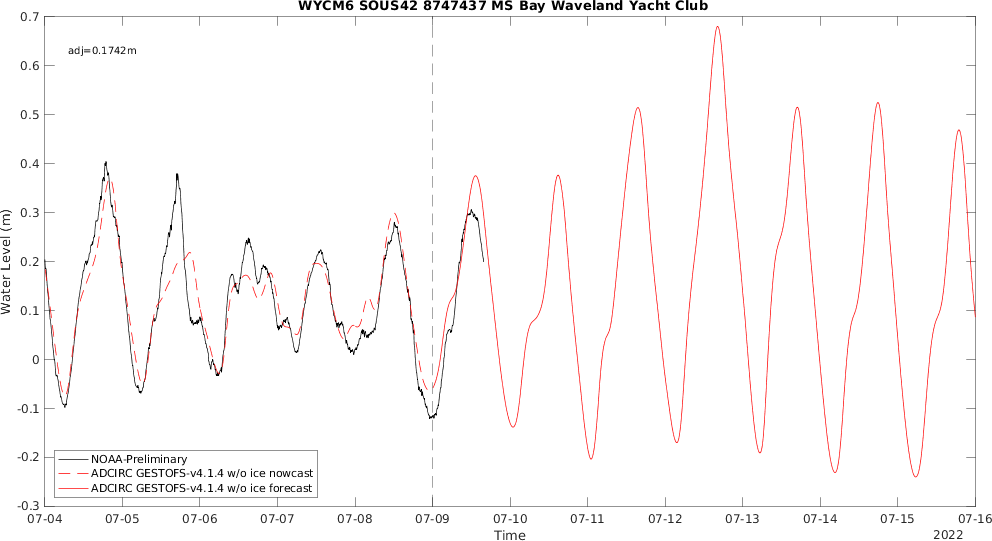 WYCM6 SOUS42 8747437 MS Bay Waveland Yacht Club
adj=0.1742m
0.7
0.6
0.5
0.4
0.3
0.2
0.1
0
-0.1
-0.2
-0.3
Water Level (m)
NOAA-Preliminary
ADCIRC GESTOFS-v4.1.4 w/o ice nowcast
ADCIRC GESTOFS-v4.1.4 w/o ice forecast
07-04 07-05 07-06 07-07 07-08 07-09 07-10 07-11 07-12 07-13 07-14 07-15 07-16
Time
2022